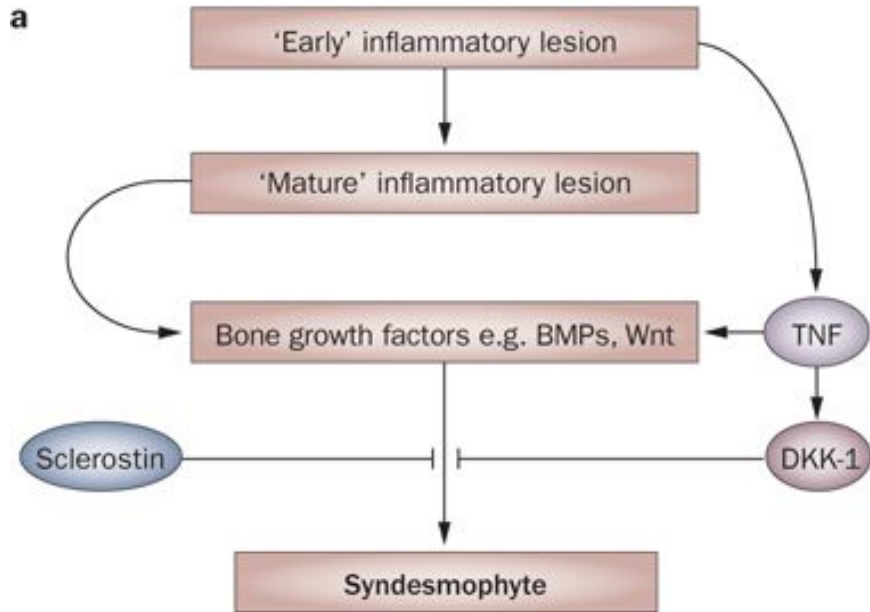 a
‘Early’ inflammatory lesion
‘Mature’ inflammatory lesion
Bone growth factors e.g. BMPs, Wnt
TNF
Sclerostin
DKK-1
Syndesmophyte